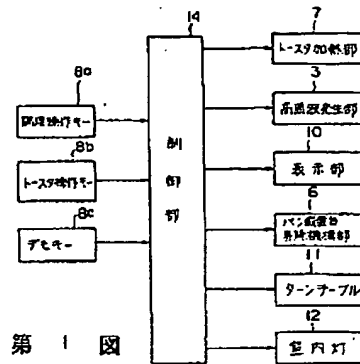 8a
調理操作キー
8b
トースタ操作キー
8c
デモキー
14
制御部
7
トースタ加熱部
3
高周波発生部
10
表示部
6
パン載置台
昇降機構部
11
ターンテーブル
12
室内灯
第1図